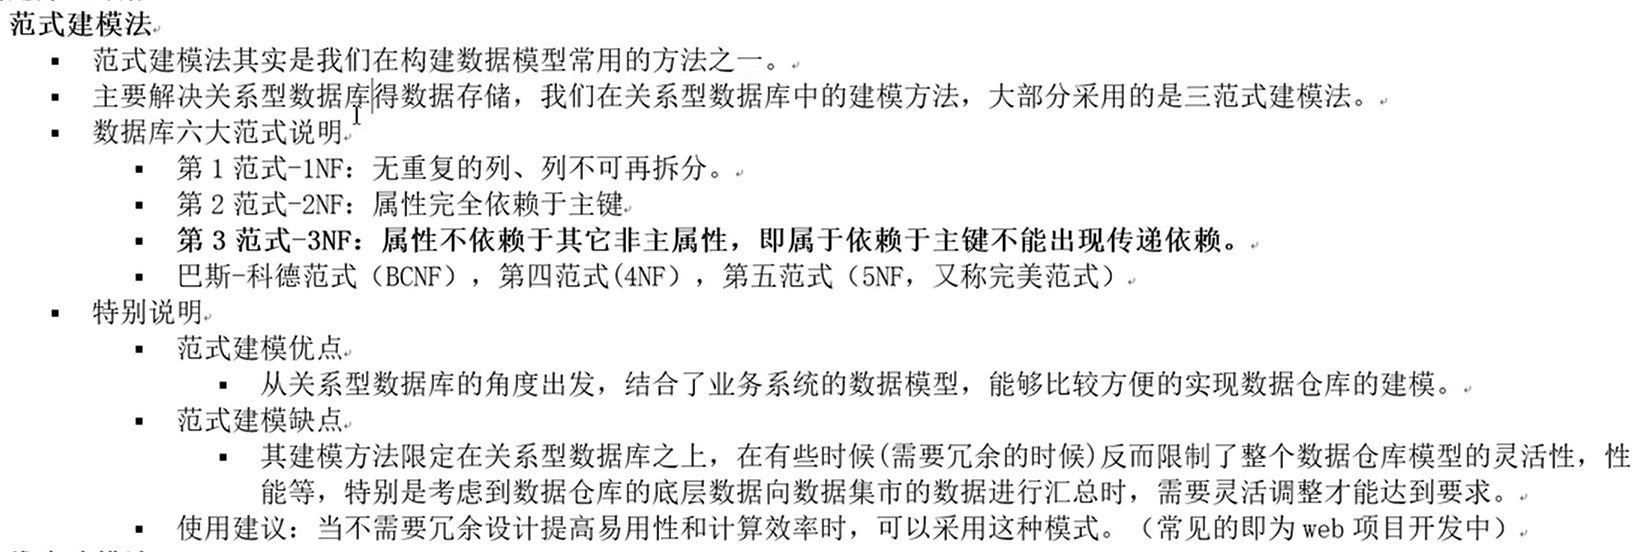 范式建模法
▪ 范式建模法其实是我们在构建数据模型常用的方法之一。
▪ 主要解决关系型数据库得数据存储，我们在关系型数据库中的建模方法，大部分采用的是三范式建模法。
▪ 数据库六大范式说明
▪ 第1范式-1NF：无重复的列、列不可再拆分。
▪ 第2范式-2NF：属性完全依赖于主键
▪ 第3范式-3NF：属性不依赖于其它非主属性，即属于依赖于主键不能出现传递依赖。
▪ 巴斯-科德范式（BCNF），第四范式(4NF），第五范式（5NF，又称完美范式）
▪ 特别说明
▪ 范式建模优点
▪ 从关系型数据库的角度出发，结合了业务系统的数据模型，能够比较方便的实现数据仓库的建模。
▪ 范式建模缺点
▪ 其建模方法限定在关系型数据库之上，在有些时候(需要冗余的时候)反而限制了整个数据仓库模型的灵活性，性
能等，特别是考虑到数据仓库的底层数据向数据集市的数据进行汇总时，需要灵活调整才能达到要求。
▪ 使用建议：当不需要冗余设计提高易用性和计算效率时，可以采用这种模式。（常见的即为web项目开发中）